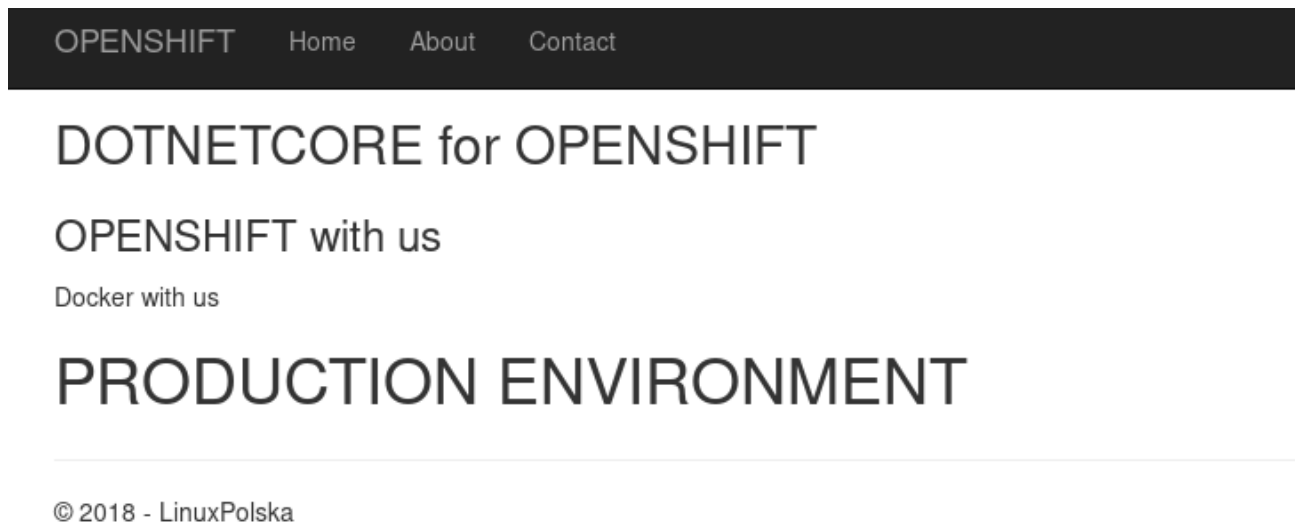 OPENSHIFT Home About Contact
DOTNETCORE for OPENSHIFT
OPENSHIFT with us
Docker with us
PRODUCTION ENVIRONMENT
© 2018 - LinuxPolska